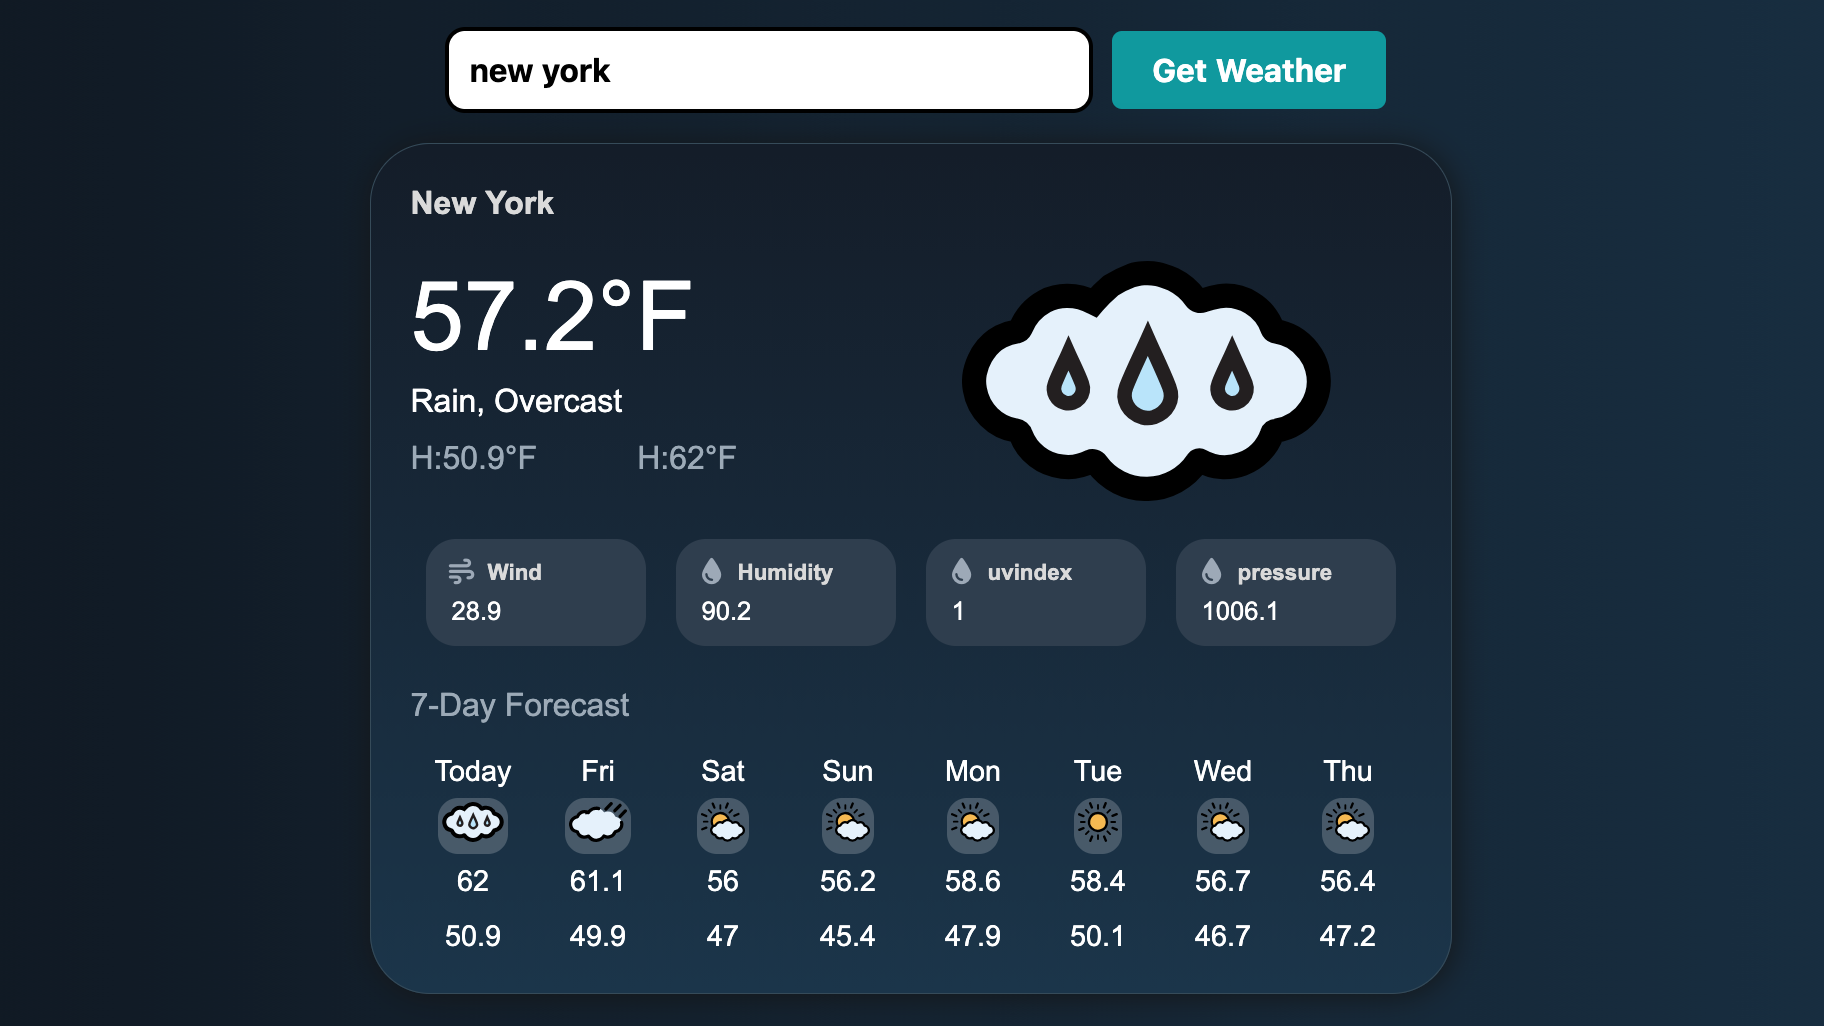 new york
Get Weather
New York
57.2°F
Rain, Overcast
H:50.9°F H:62°F
Wind Humidity uvindex pressure
28.9 90.2 1 1006.1
7-Day Forecast
Today Fri Sat Sun Mon Tue Wed Thu
62 61.1 56 56.2 58.6 58.4 56.7 56.4
50.9 49.9 47 45.4 47.9 50.1 46.7 47.2